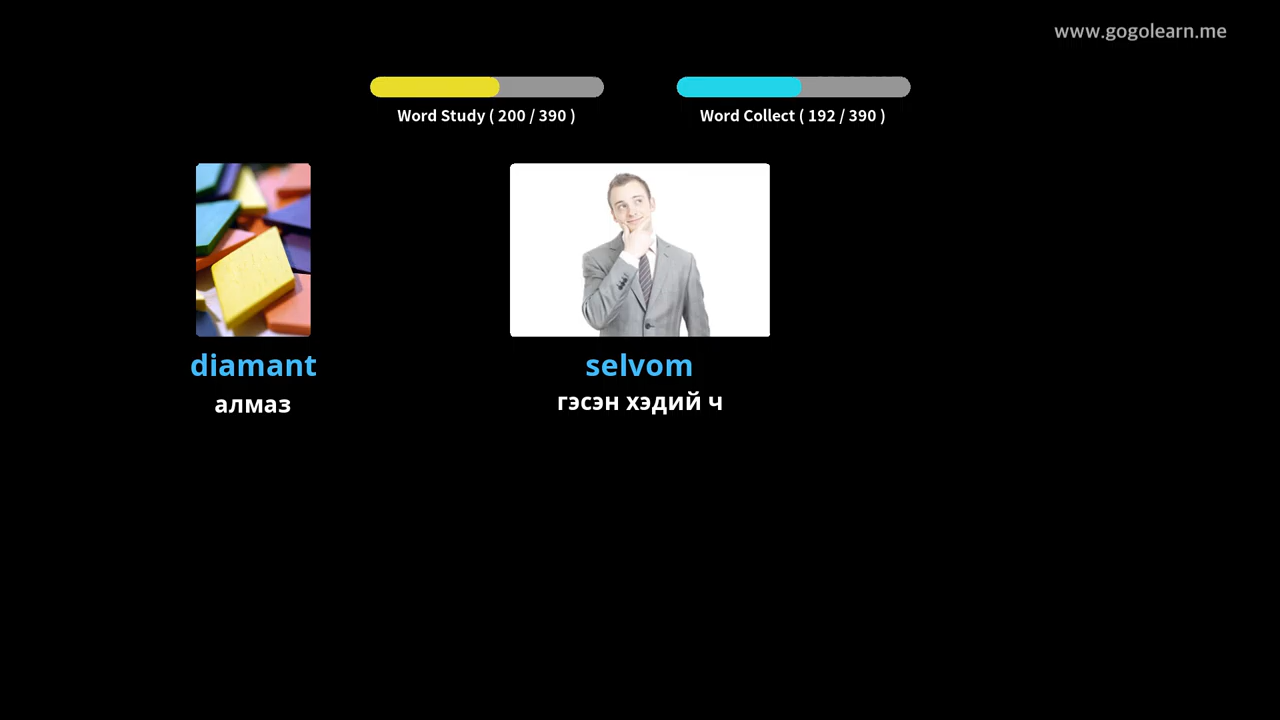 www.gogolearn.me
Word Study ( 200 / 390 )
Word Collect ( 192 / 390 )
diamant
алмаз
selvom
гэсэн хэдий ч